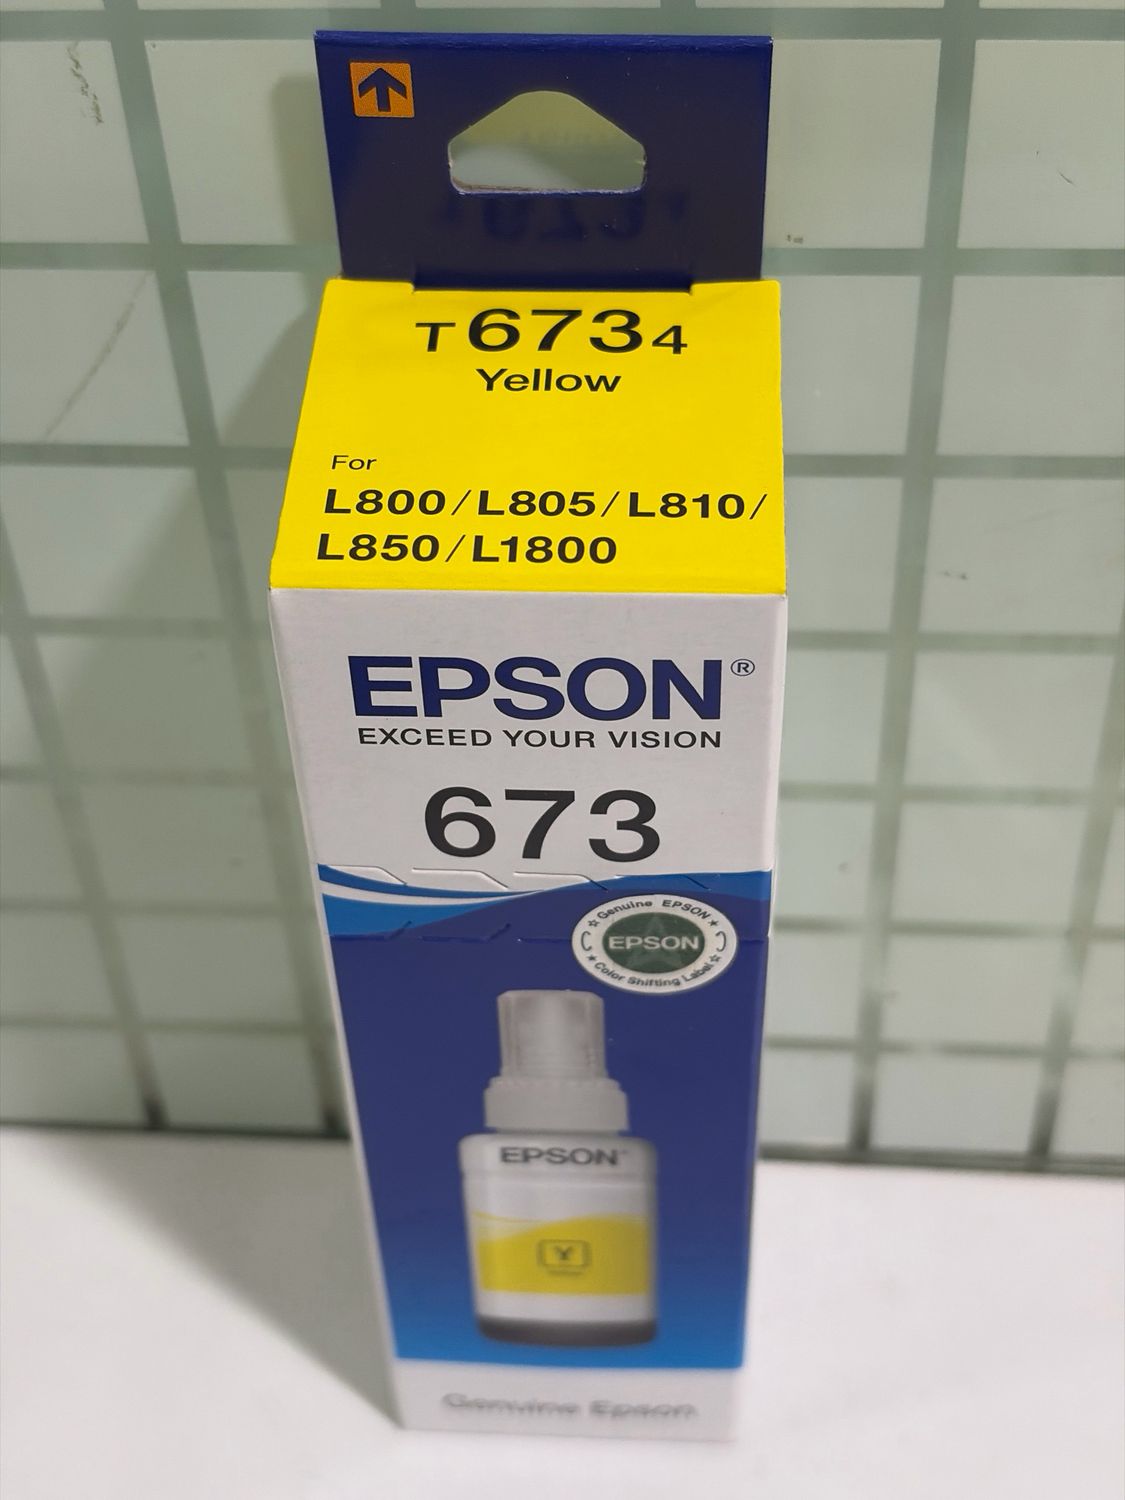 T6734
Yellow
For
L800/L805/L810/
L850/L1800
EPSON®
EXCEED YOUR VISION
673
Genuine EPSON
EPSON
Color Shifting Label
EPSON
Y
Genuine Epson